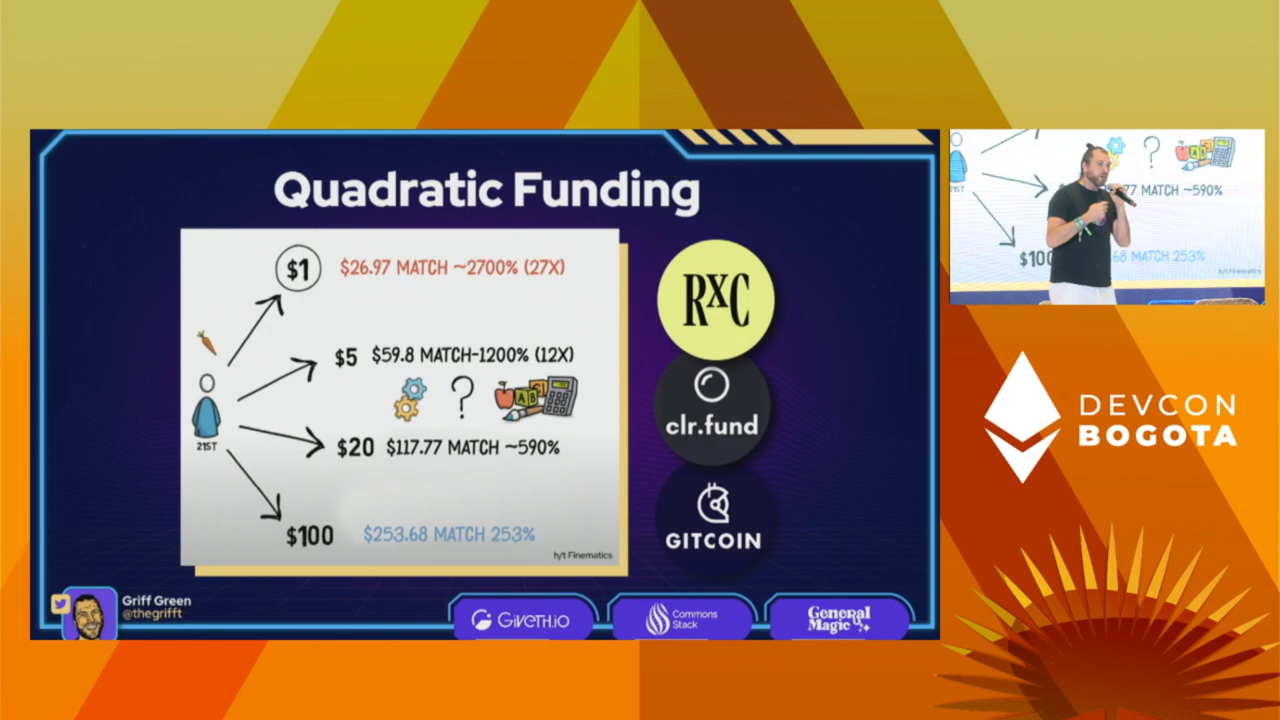 Quadratic Funding
$1 $26.97 MATCH ~2700% (27X)
$5 $59.8 MATCH-1200% (12X)
?
21ST
$20 $117.77 MATCH ~590%
$100 $253.68 MATCH 253%
h/t Finematics
RxC
clr.fund
GITCOIN
Griff Green
@thegrifft
GIVETH.IO
Commons
Stack
General
Magic
?
1ST
77 MATCH ~590%
$100
68 MATCH 253%
h/t Finematics
DEVCON
BOGOTA